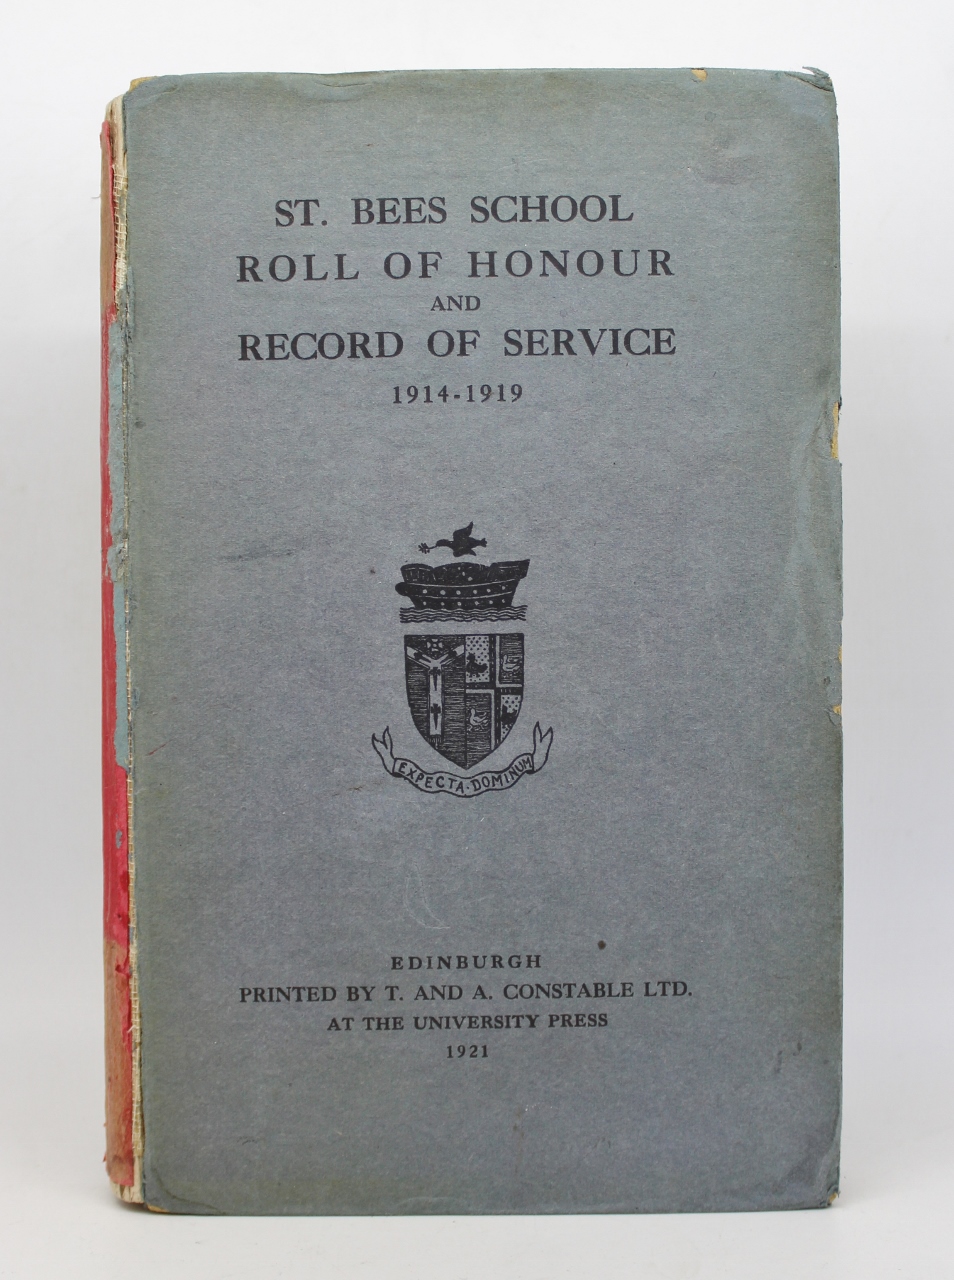 ST. BEES SCHOOL
ROLL OF HONOUR
AND
RECORD OF SERVICE
1914-1919
EXPECTA·DOMINUM
EDINBURGH
PRINTED BY T. AND A. CONSTABLE LTD.
AT THE UNIVERSITY PRESS
1921